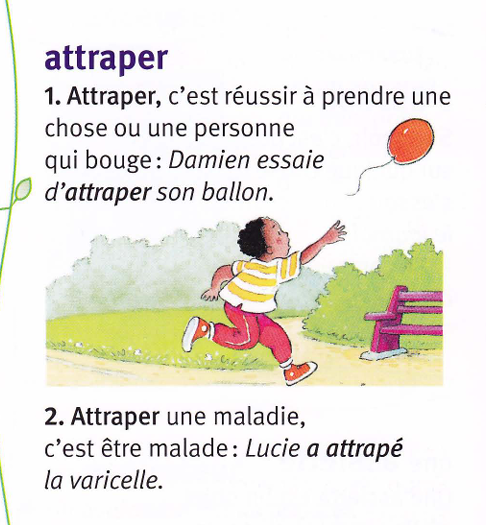 attraper
1. Attraper, c'est réussir à prendre une
chose ou une personne
qui bouge : Damien essaie
d'attraper son ballon.
2. Attraper une maladie,
c'est être malade : Lucie a attrapé
la varicelle.